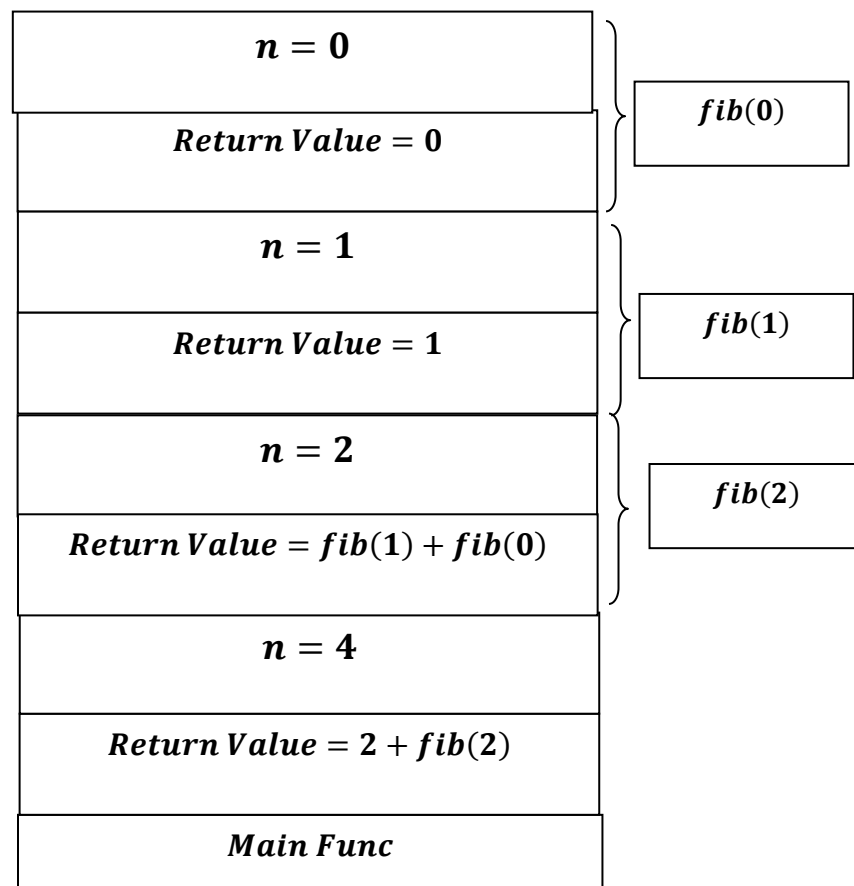 n = 0
fib(0)
Return Value = 0
n = 1
fib(1)
Return Value = 1
n = 2
fib(2)
Return Value = fib(1) + fib(0)
n = 4
Return Value = 2 + fib(2)
Main Func